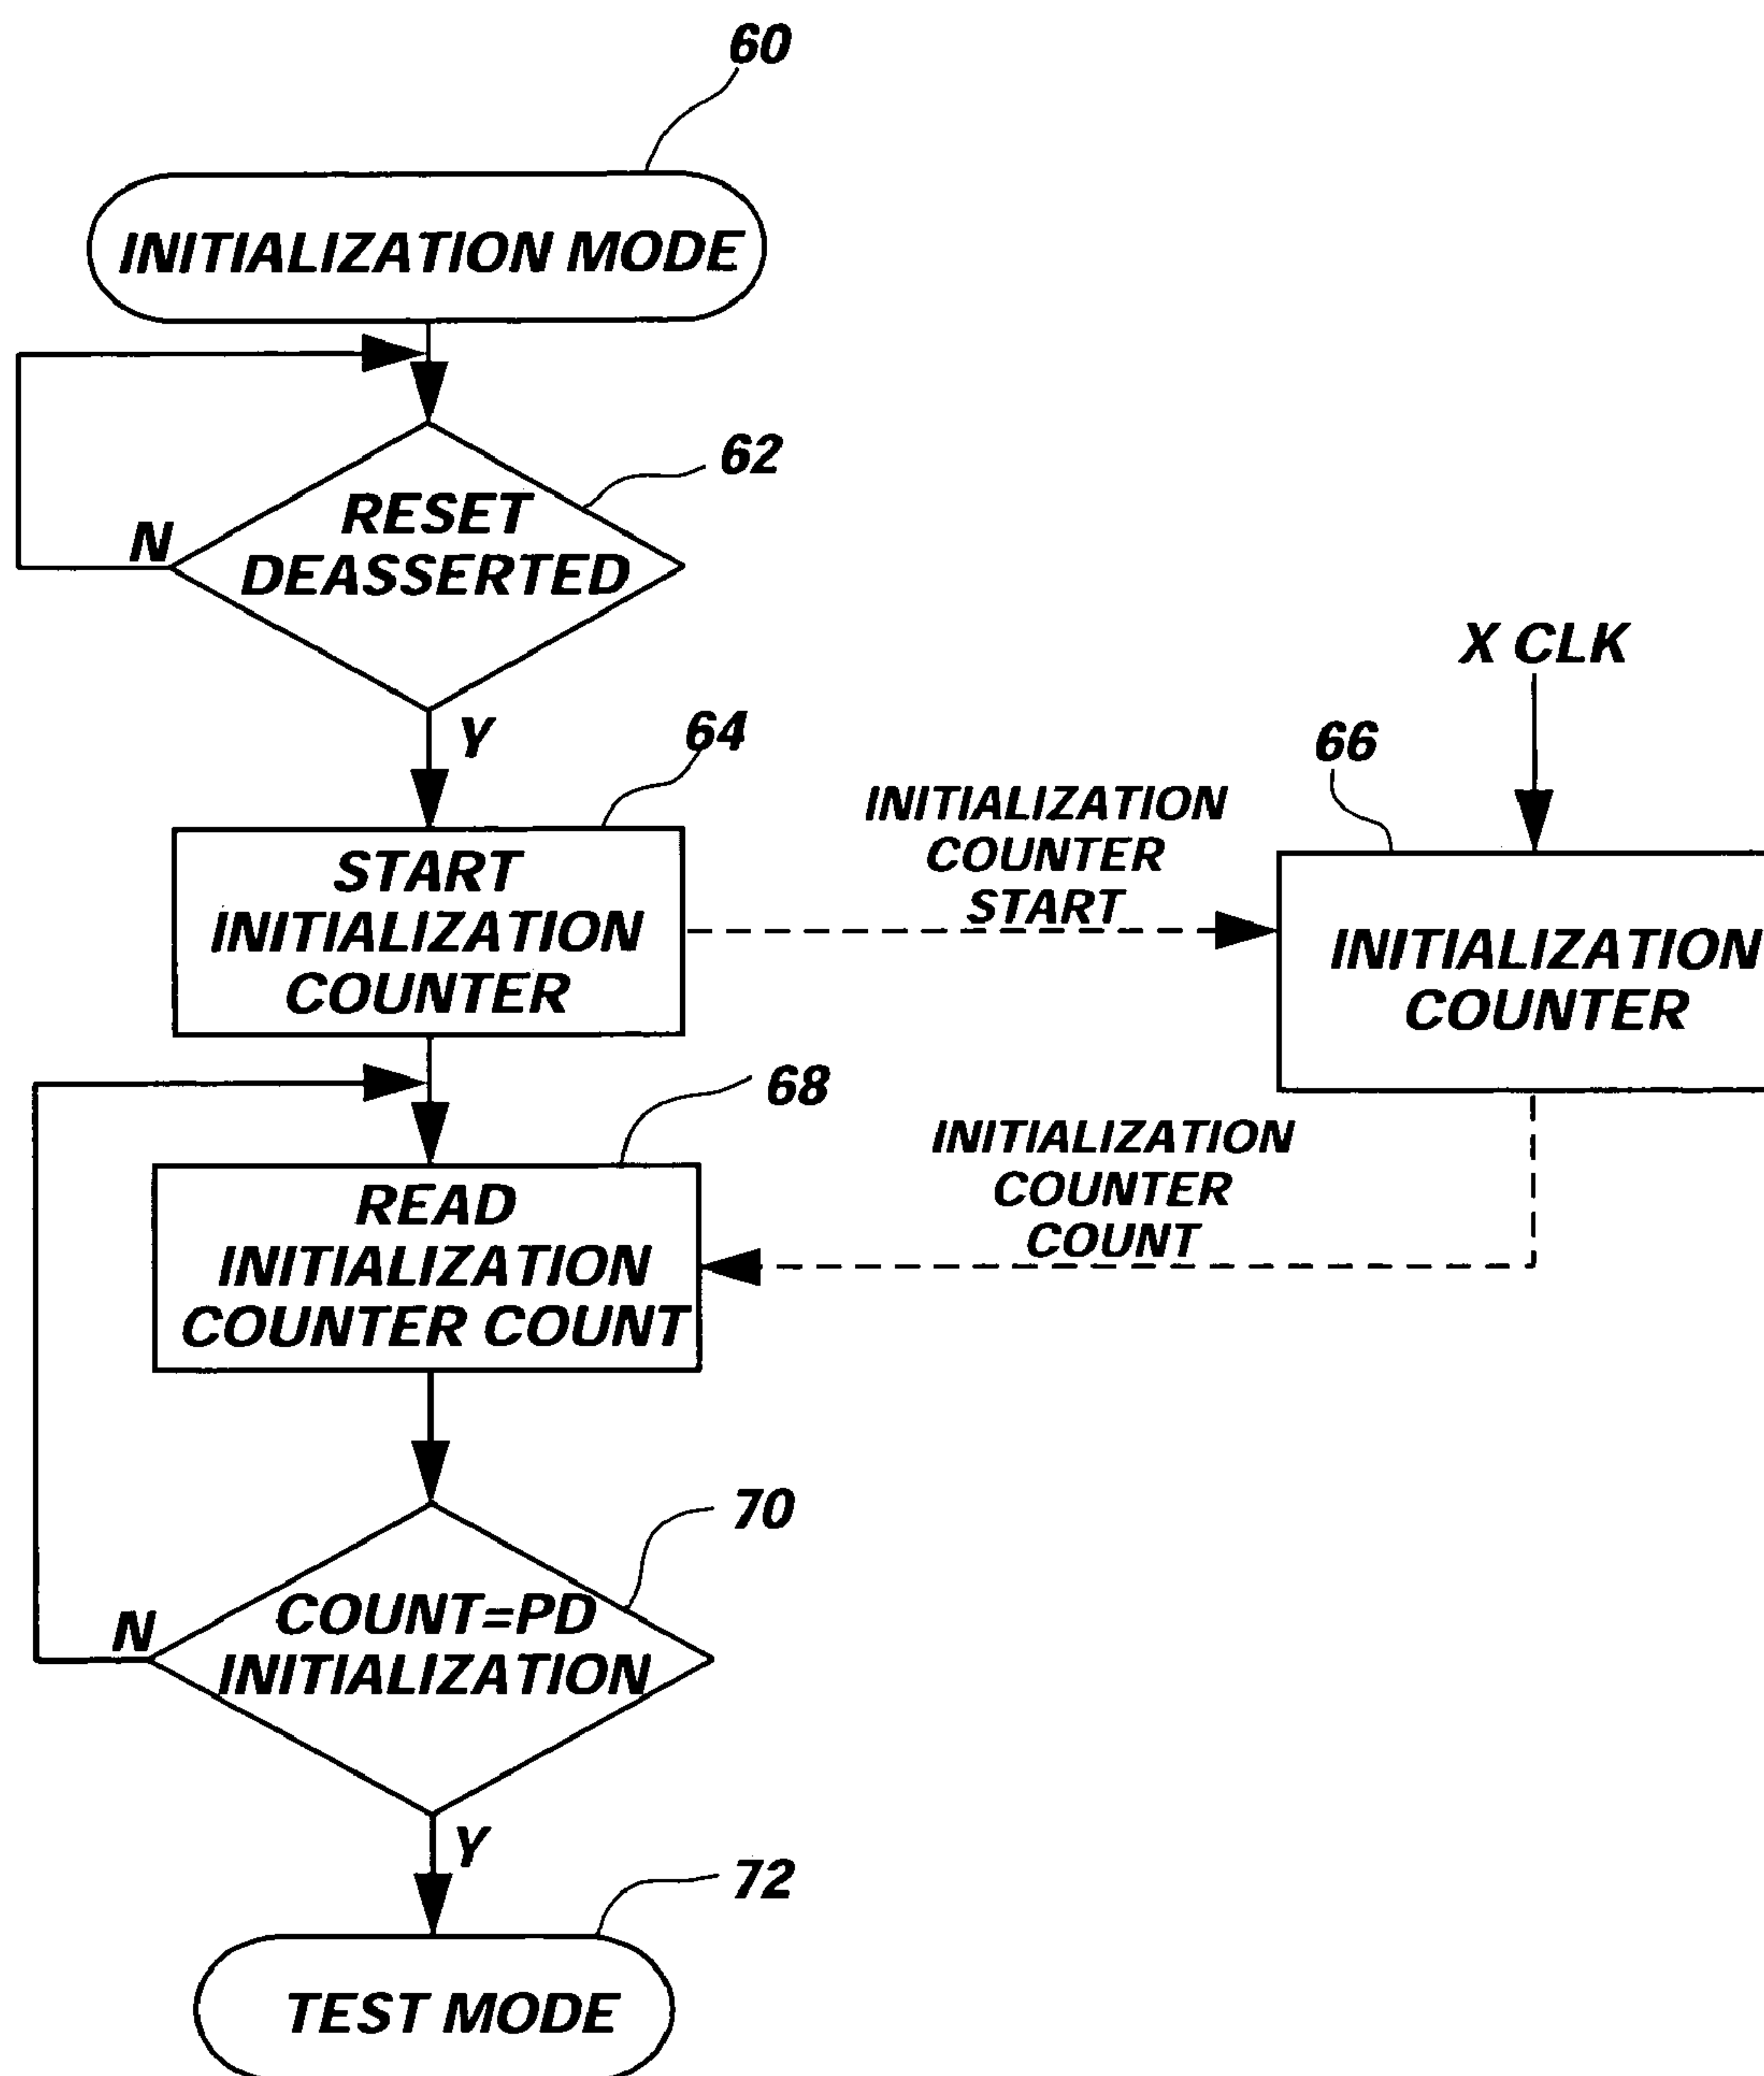 60
INITIALIZATION MODE
62
RESET
DEASSERTED
N
Y
X CLK
64
66
START
INITIALIZATION
COUNTER
INITIALIZATION
COUNTER
START
INITIALIZATION
COUNTER
68
READ
INITIALIZATION
COUNTER COUNT
INITIALIZATION
COUNTER
COUNT
70
COUNT=PD
INITIALIZATION
N
Y
72
TEST MODE